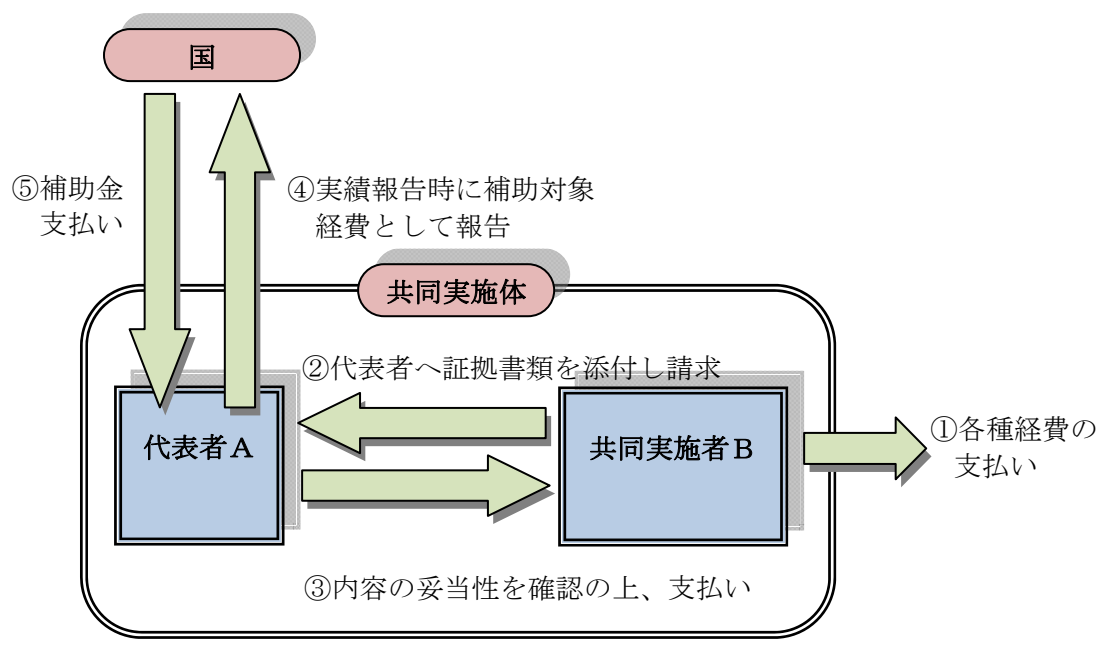 国
⑤補助金
支払い
④実績報告時に補助対象
経費として報告
共同実施体
②代表者へ証拠書類を添付し請求
代表者A
共同実施者B
①各種経費の
支払い
③内容の妥当性を確認の上、支払い